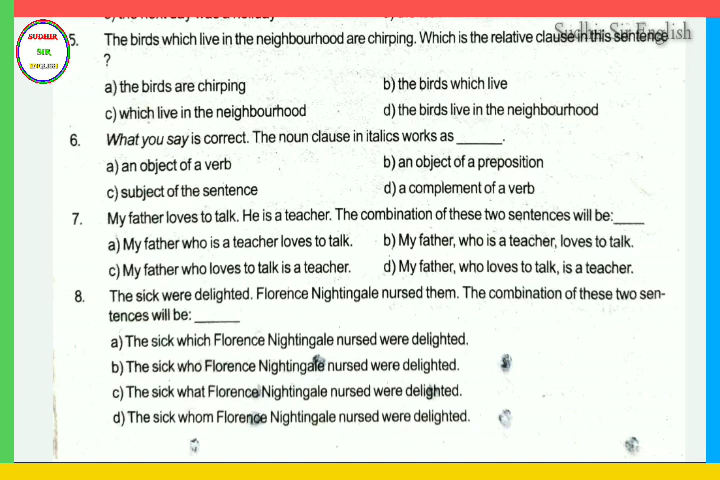 SUDHIR
SIR
ENGLISH
Sudhir Sir English
5. The birds which live in the neighbourhood are chirping. Which is the relative clause in this sentence
?
a) the birds are chirping b) the birds which live
c) which live in the neighbourhood d) the birds live in the neighbourhood
6. What you say is correct. The noun clause in italics works as ______.
a) an object of a verb b) an object of a preposition
c) subject of the sentence d) a complement of a verb
7. My father loves to talk. He is a teacher. The combination of these two sentences will be:____
a) My father who is a teacher loves to talk. b) My father, who is a teacher, loves to talk.
c) My father who loves to talk is a teacher. d) My father, who loves to talk, is a teacher.
8. The sick were delighted. Florence Nightingale nursed them. The combination of these two sen-
tences will be: ______
a) The sick which Florence Nightingale nursed were delighted.
b) The sick who Florence Nightingale nursed were delighted.
c) The sick what Florence Nightingale nursed were delighted.
d) The sick whom Florence Nightingale nursed were delighted.